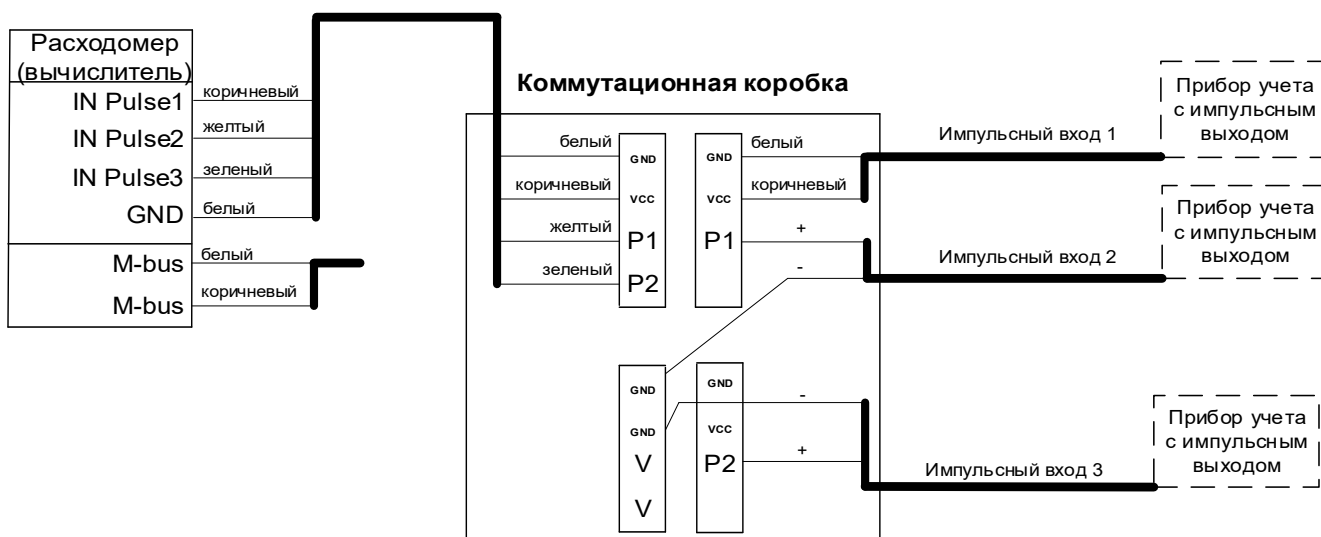 Расходомер
(вычислитель)
IN Pulse1
коричневый
IN Pulse2
желтый
IN Pulse3
зеленый
GND
белый
M-bus
белый
M-bus
коричневый
Коммутационная коробка
белый
GND
коричневый
VCC
желтый
P1
зеленый
P2
GND
белый
VCC
коричневый
P1
+
-
GND
GND
V
V
GND
-
VCC
P2
+
Импульсный вход 1
Прибор учета
с импульсным
выходом
Импульсный вход 2
Прибор учета
с импульсным
выходом
Импульсный вход 3
Прибор учета
с импульсным
выходом